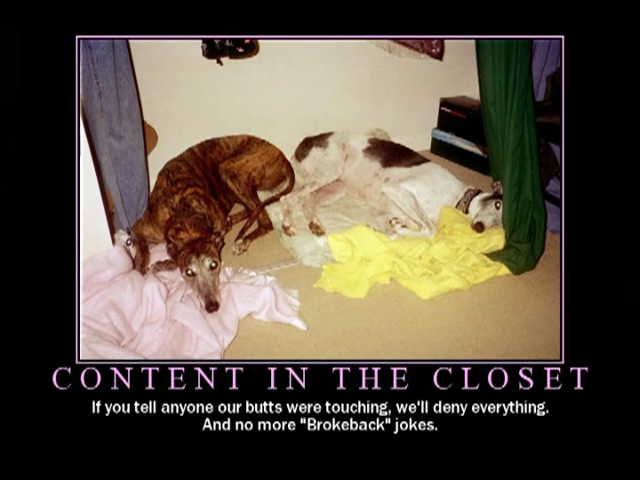 CONTENT IN THE CLOSET
If you tell anyone our butts were touching, we'll deny everything.
And no more "Brokeback" jokes.